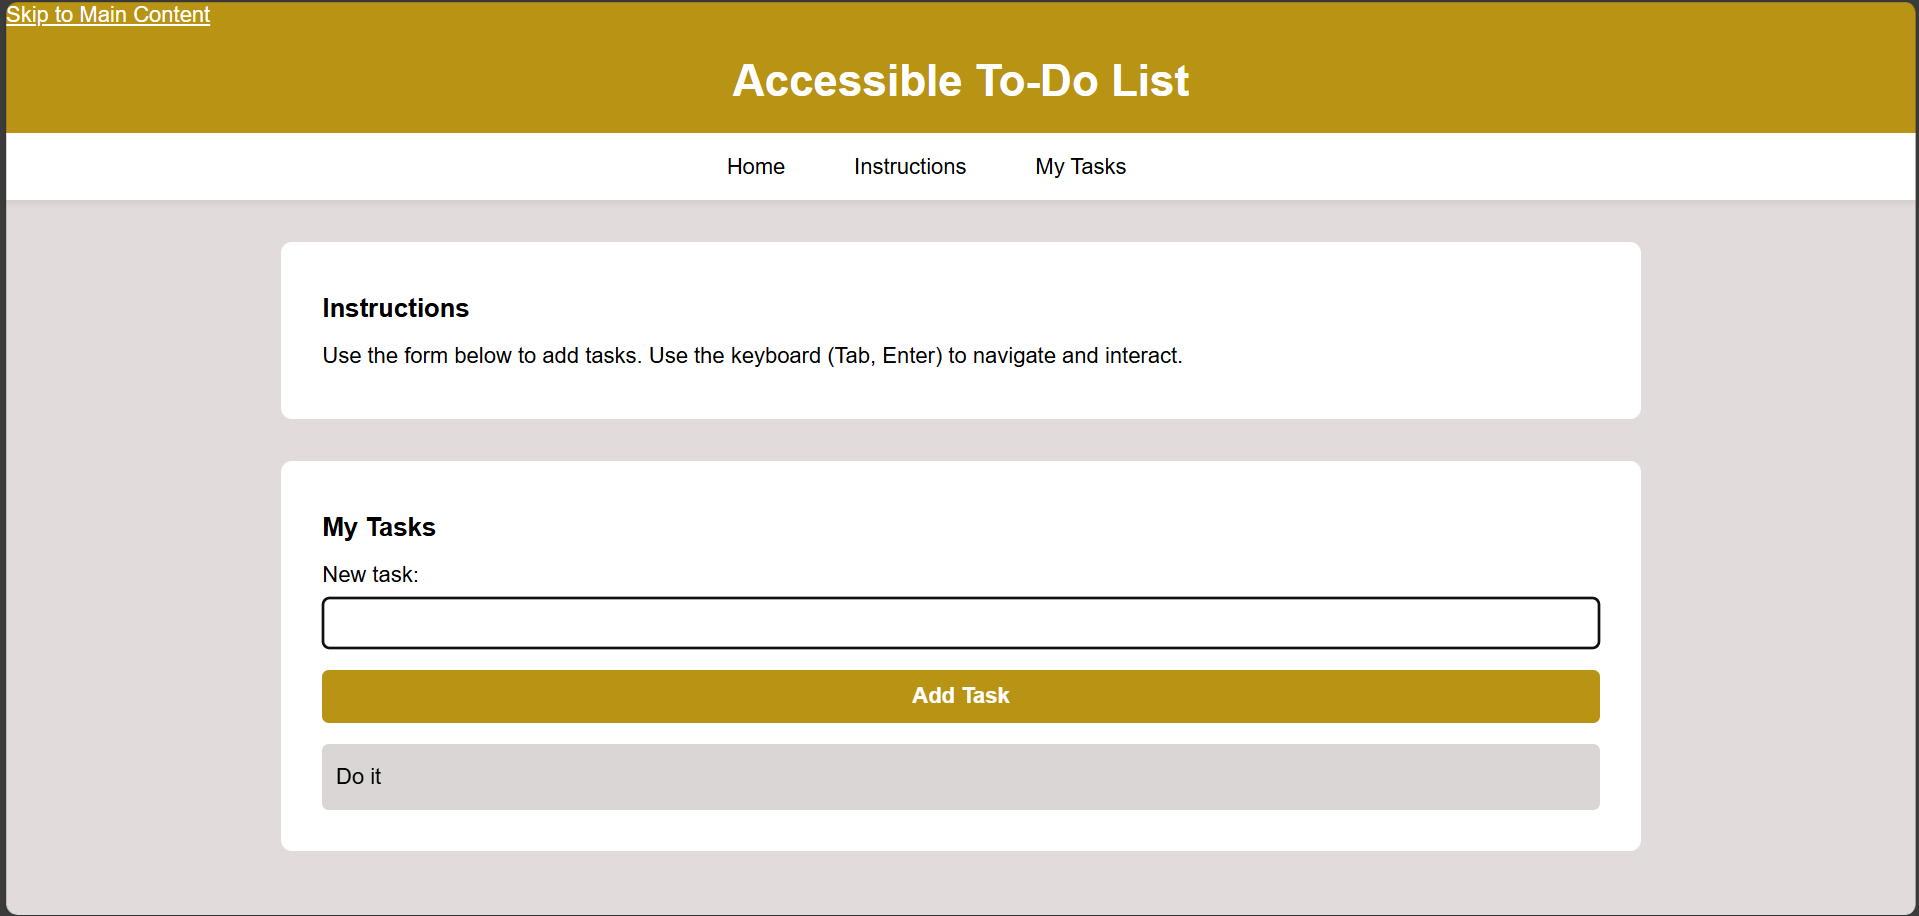 Skip to Main Content
Accessible To-Do List
Home Instructions My Tasks
Instructions
Use the form below to add tasks. Use the keyboard (Tab, Enter) to navigate and interact.
My Tasks
New task:
Add Task
Do it